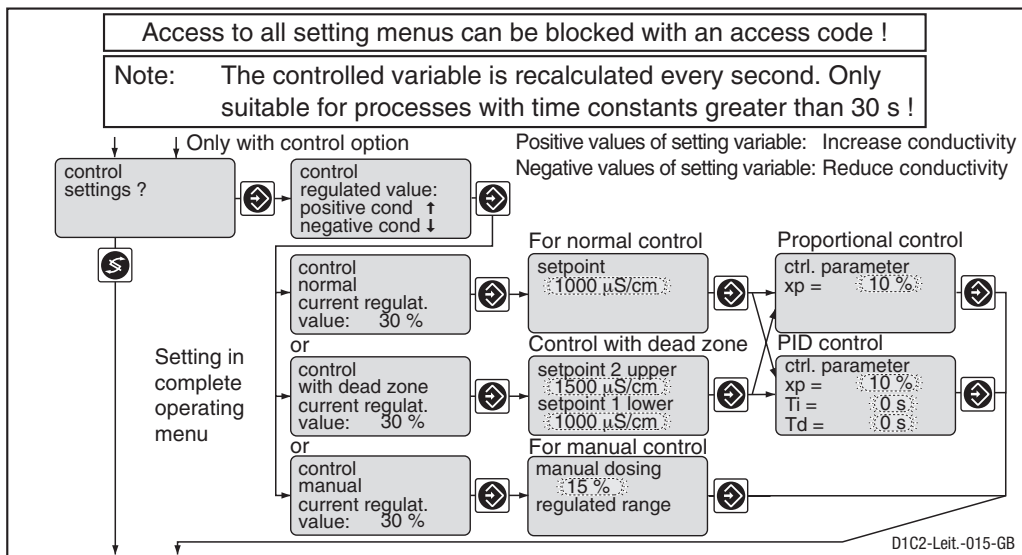 Access to all setting menus can be blocked with an access code !
Note: The controlled variable is recalculated every second. Only
suitable for processes with time constants greater than 30 s !
Only with control option
Positive values of setting variable: Increase conductivity
Negative values of setting variable: Reduce conductivity
control
settings ?
control
regulated value:
positive cond ↑
negative cond ↓
For normal control
Proportional control
control
normal
current regulat.
value: 30 %
setpoint
1000 µS/cm
ctrl. parameter
xp = 10 %
or
Control with dead zone
PID control
Setting in
complete
operating
menu
control
with dead zone
current regulat.
value: 30 %
setpoint 2 upper
1500 µS/cm
setpoint 1 lower
1000 µS/cm
ctrl. parameter
xp = 10 %
Ti = 0 s
Td = 0 s
or
For manual control
control
manual
current regulat.
value: 30 %
manual dosing
15 %
regulated range
D1C2-Leit.-015-GB